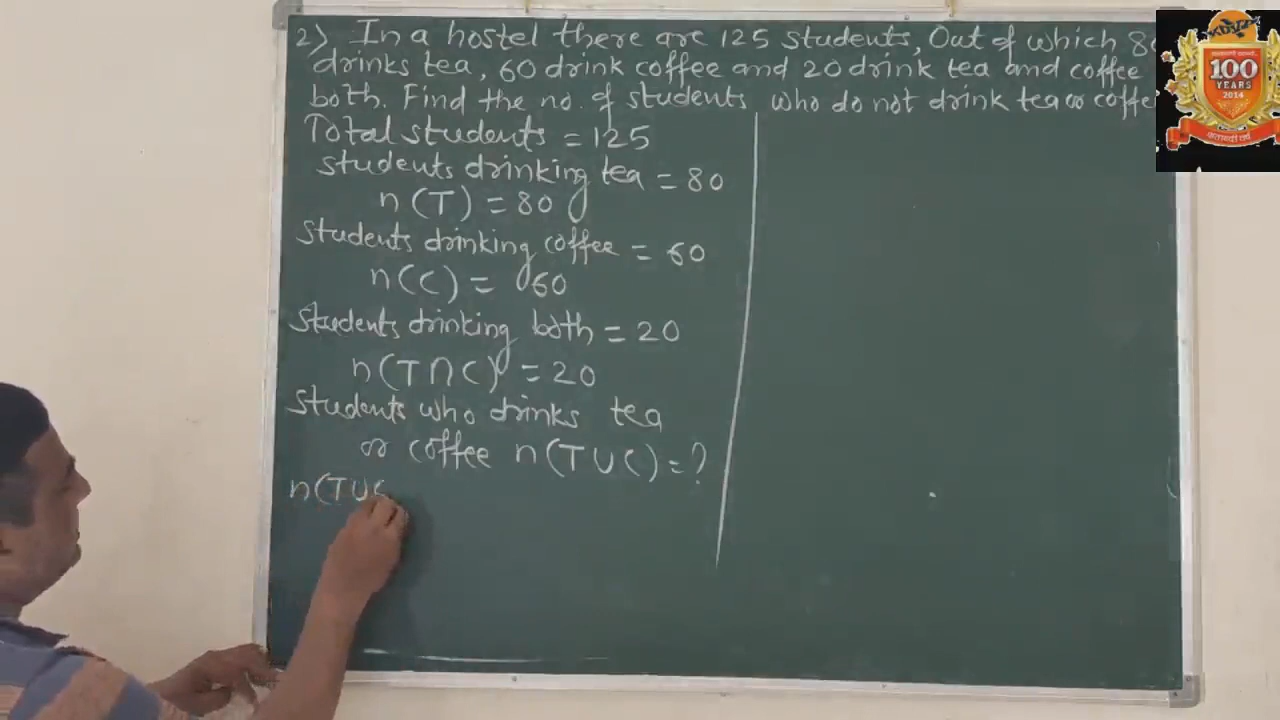 2) In a hostel there are 125 students, Out of which 8
drinks tea, 60 drink coffee and 20 drink tea and coffee
both. Find the no. of students who do not drink tea or coffe
Total students = 125
Students drinking tea = 80
n(T) = 80
Students drinking coffee = 60
n(C) = 60
Students drinking both = 20
n(T∩C) = 20
Students who drinks tea
or coffee n(T∪C) = ?
n(T∪C
100
YEARS
2014